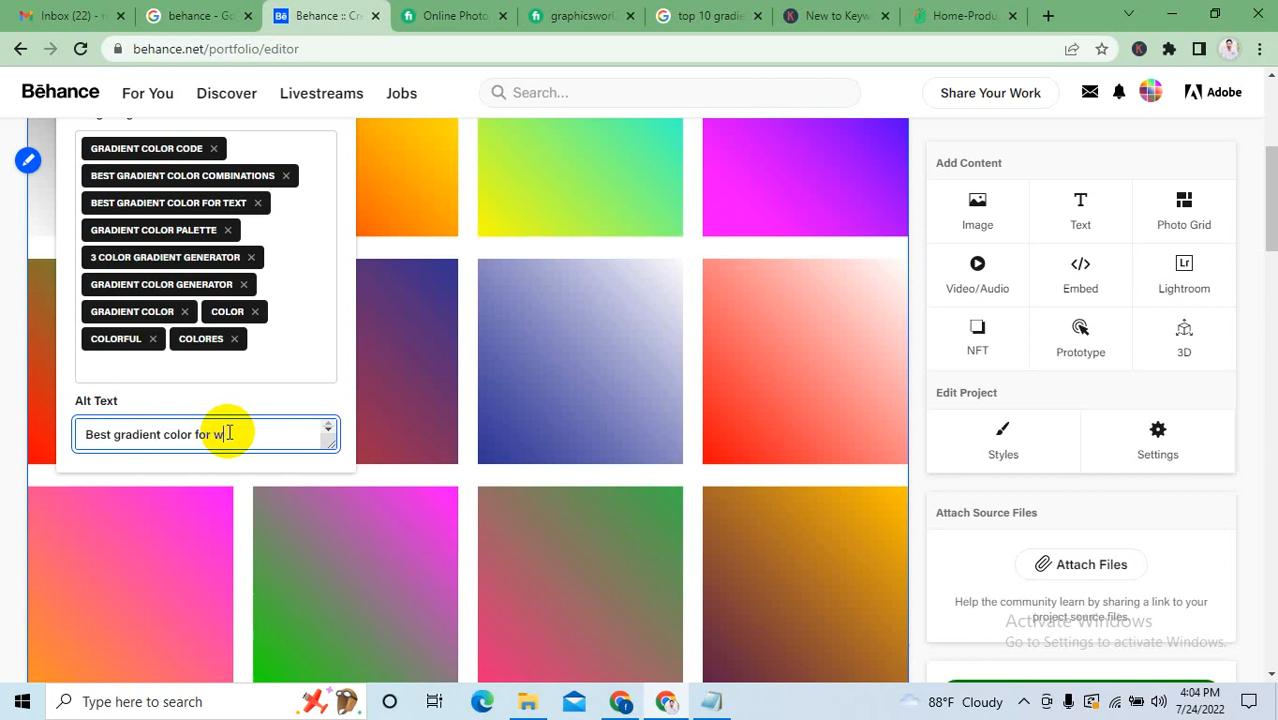 Inbox (22) -
behance - G
Behance :: Cr
Online Photo
graphicsworl
top 10 gradie
New to Keyw
Home-Produ
behance.net/portfolio/editor
Bēhance
For You
Discover
Livestreams
Jobs
Search...
Share Your Work
Adobe
GRADIENT COLOR CODE
BEST GRADIENT COLOR COMBINATIONS
BEST GRADIENT COLOR FOR TEXT
GRADIENT COLOR PALETTE
3 COLOR GRADIENT GENERATOR
GRADIENT COLOR GENERATOR
GRADIENT COLOR COLOR
COLORFUL COLORES
Alt Text
Best gradient color for w
Add Content
Image Text Photo Grid
Video/Audio Embed Lightroom
NFT Prototype 3D
Edit Project
Styles Settings
Attach Source Files
Attach Files
Help the community learn by sharing a link to your
project source files.
Activate Windows
Go to Settings to activate Windows.
Type here to search
88°F Cloudy
4:04 PM
7/24/2022